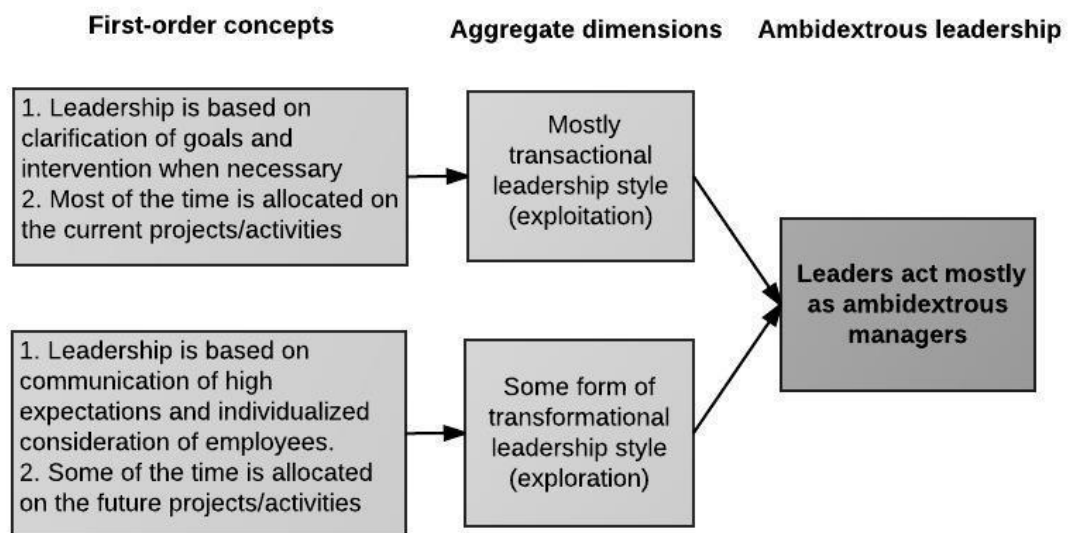 First-order concepts
Aggregate dimensions
Ambidextrous leadership
1. Leadership is based on
clarification of goals and
intervention when necessary
2. Most of the time is allocated on
the current projects/activities
Mostly
transactional
leadership style
(exploitation)
Leaders act mostly
as ambidextrous
managers
1. Leadership is based on
communication of high
expectations and individualized
consideration of employees.
2. Some of the time is allocated
on the future projects/activities
Some form of
transformational
leadership style
(exploration)